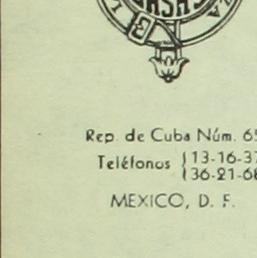 Rep. de Cuba Núm. 65
Teléfonos {13-16-37
{36-21-68
MEXICO, D. F.